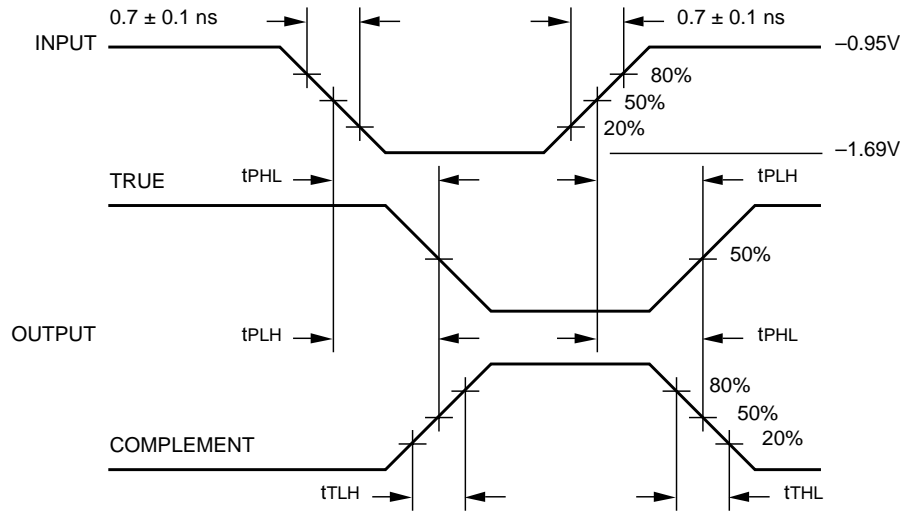 0.7 ± 0.1 ns 0.7 ± 0.1 ns
INPUT –0.95V
80%
50%
20%
–1.69V
tPHL tPLH
TRUE
50%
OUTPUT tPLH tPHL
80%
50%
COMPLEMENT 20%
tTLH tTHL